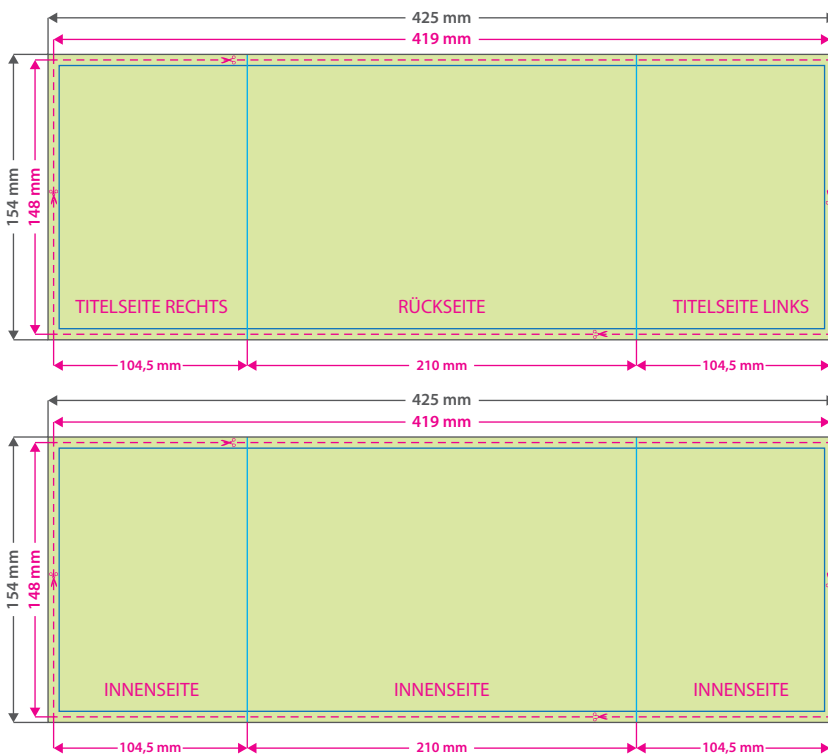 425 mm
419 mm
154 mm
148 mm
TITELSEITE RECHTS
RÜCKSEITE
TITELSEITE LINKS
104,5 mm
210 mm
104,5 mm
425 mm
419 mm
154 mm
148 mm
INNENSEITE
INNENSEITE
INNENSEITE
104,5 mm
210 mm
104,5 mm